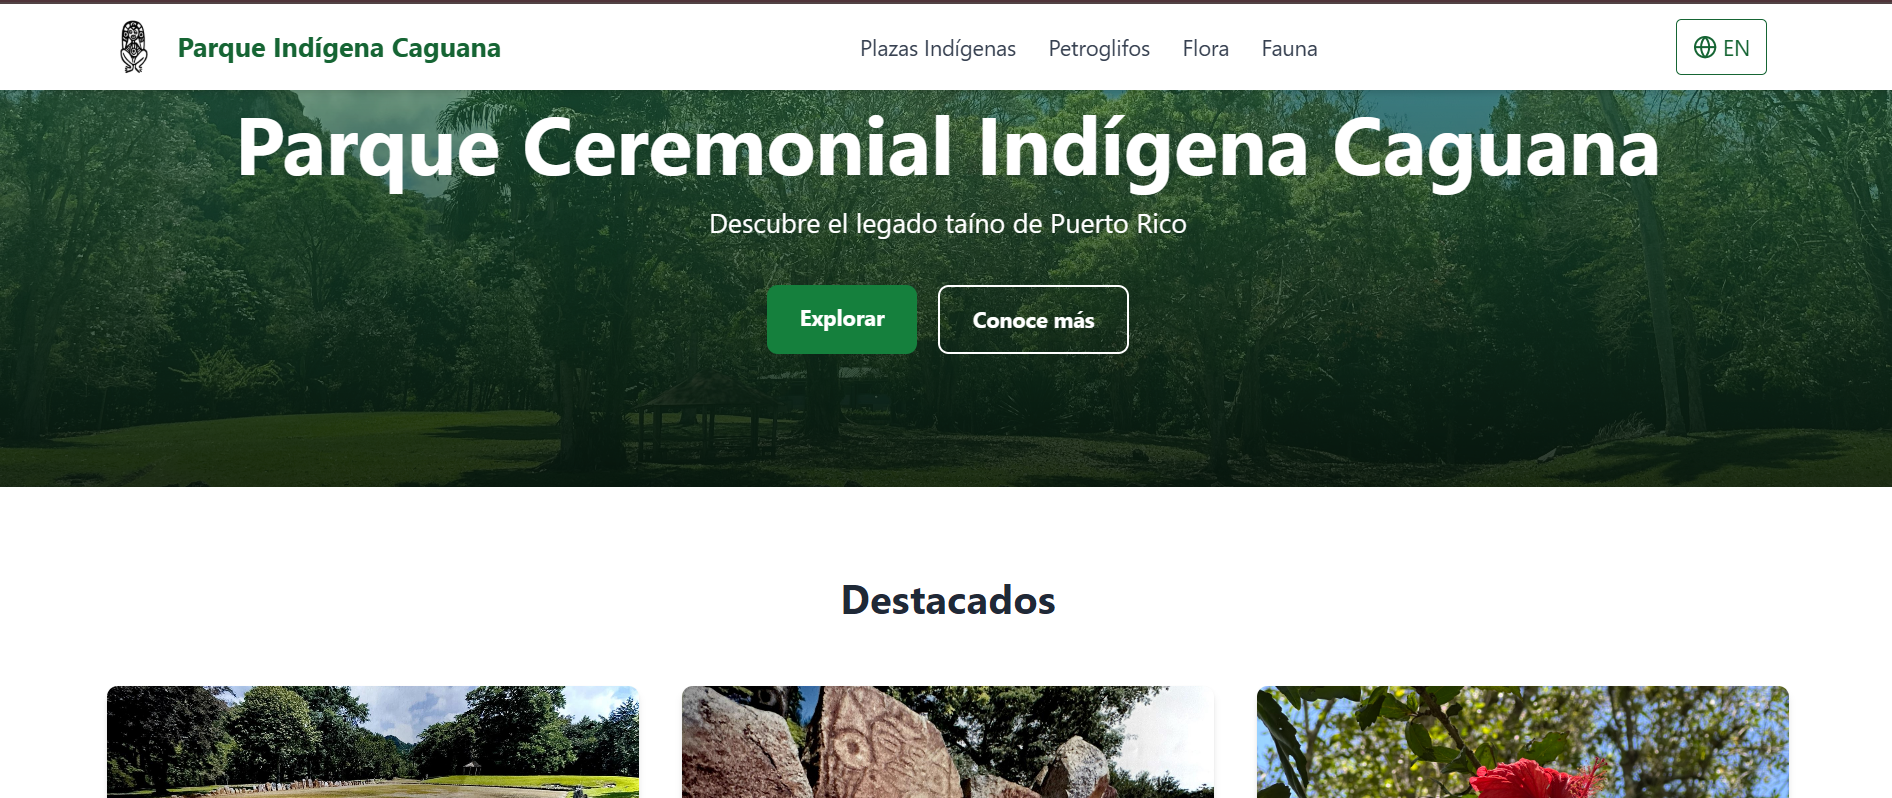 Parque Indígena Caguana
Plazas Indígenas
Petroglifos
Flora
Fauna
EN
Parque Ceremonial Indígena Caguana
Descubre el legado taíno de Puerto Rico
Explorar
Conoce más
Destacados